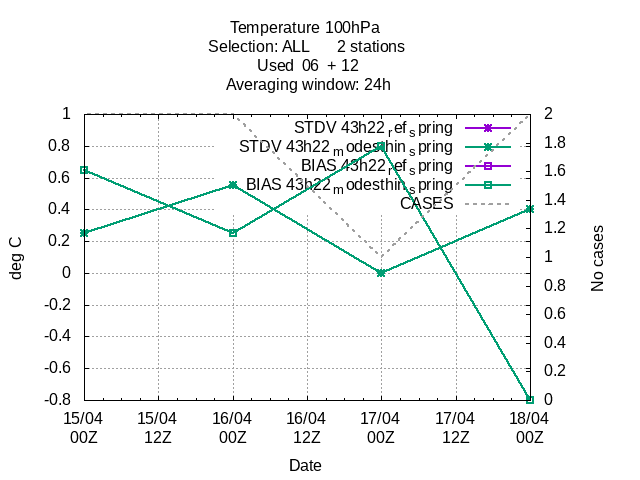 Temperature 100hPa
Selection: ALL 2 stations
Used 06 + 12
Averaging window: 24h
1
0.8
0.6
0.4
0.2
0
-0.2
-0.4
-0.6
-0.8
deg C
STDV 43h22refspring
STDV 43h22modesthinspring
BIAS 43h22refspring
BIAS 43h22modesthinspring
CASES
2
1.8
1.6
1.4
1.2
1
0.8
0.6
0.4
0.2
0
No cases
15/04 15/04 16/04 16/04 17/04 17/04 18/04
00Z 12Z 00Z 12Z 00Z 12Z 00Z
Date